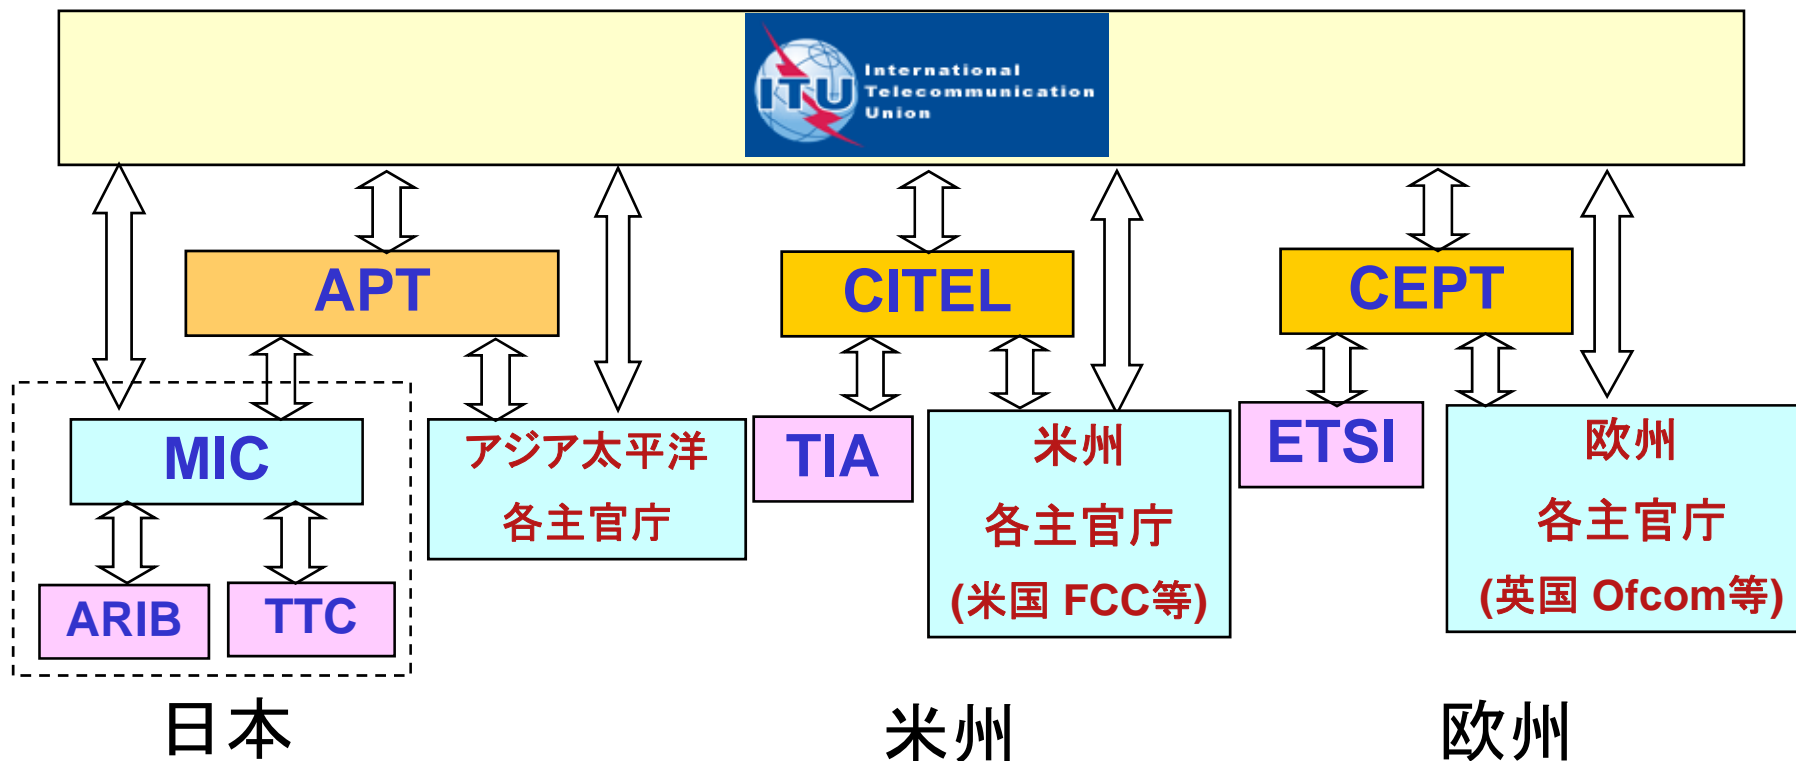 ITU
International
Telecommunication
Union
APT
CITEL
CEPT
MIC
アジア太平洋
各主官庁
TIA
米州
各主官庁
(米国 FCC等)
ETSI
欧州
各主官庁
(英国 Ofcom等)
ARIB
TTC
日本
米州
欧州